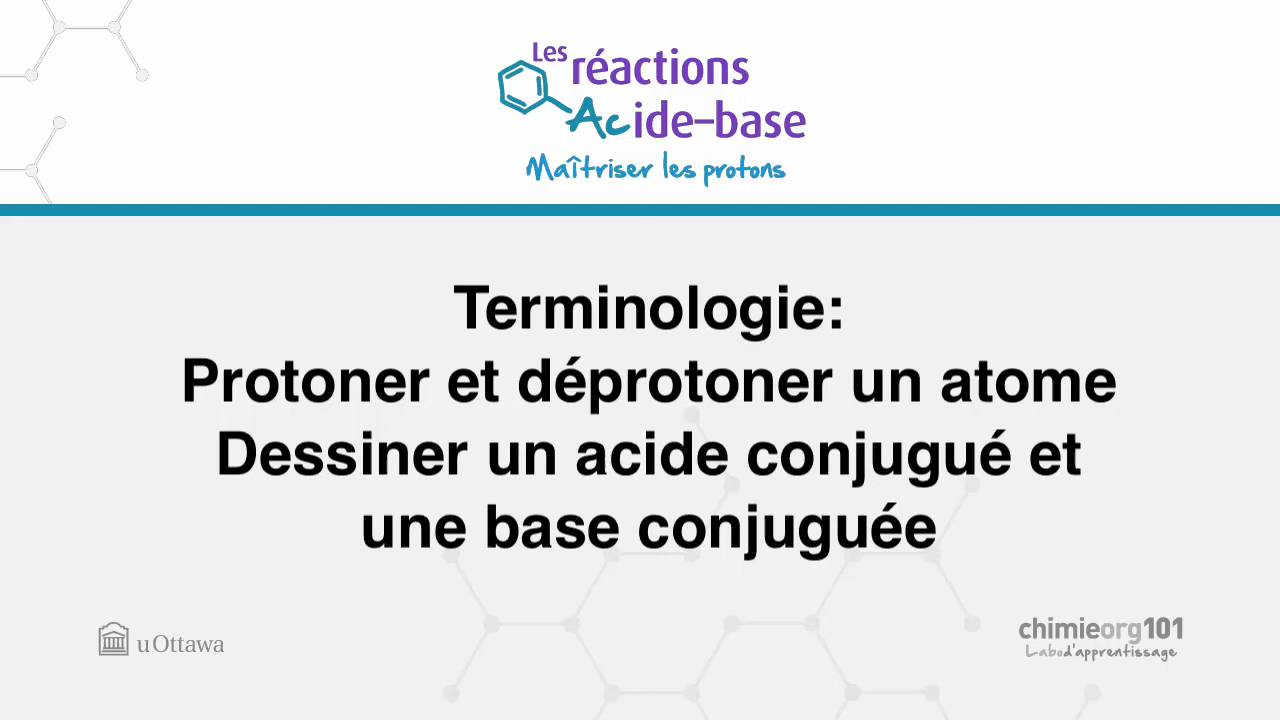 Les réactions
Acide-base
Maîtriser les protons
Terminologie:
Protoner et déprotoner un atome
Dessiner un acide conjugué et
une base conjuguée
uOttawa
chimieorg101
Labo d'apprentissage